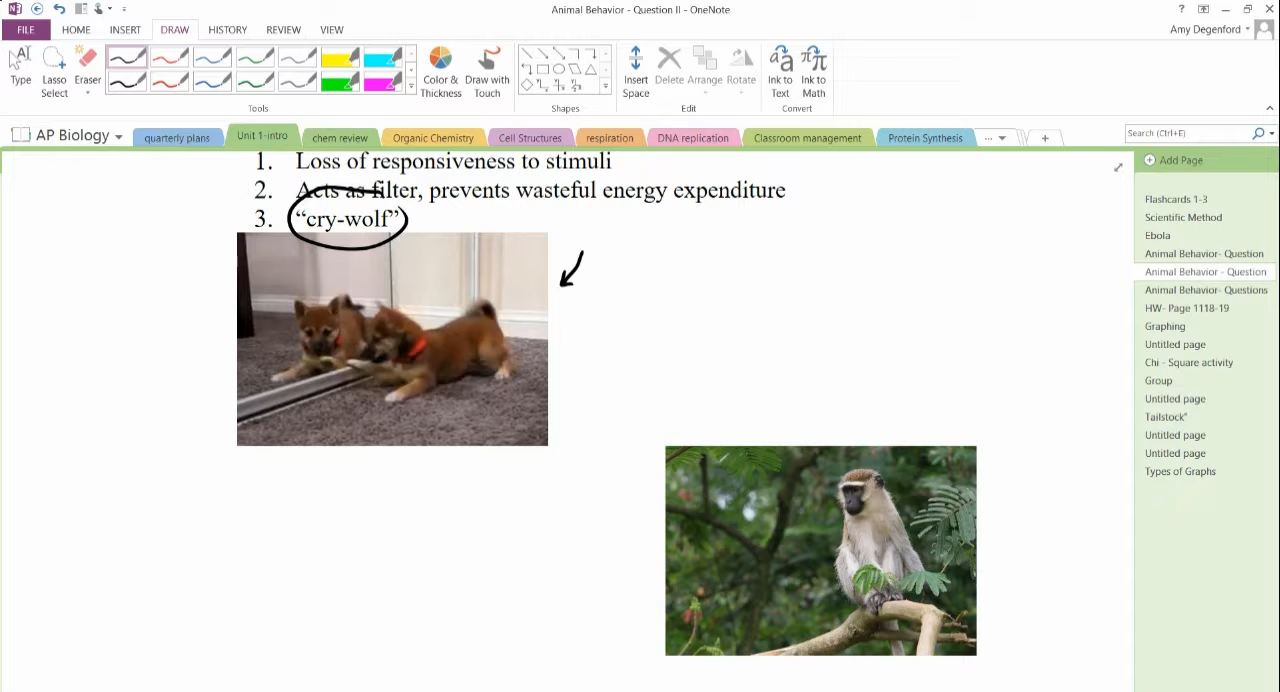 Animal Behavior - Question II - OneNote
FILE HOME INSERT DRAW HISTORY REVIEW VIEW
Amy Degenford
Type
Lasso Select
Eraser
Color & Thickness
Draw with Touch
Insert Space
Delete
Arrange
Rotate
Ink to Text
Ink to Math
Tools
Shapes
Edit
Convert
AP Biology
quarterly plans
Unit 1-intro
chem review
Organic Chemistry
Cell Structures
respiration
DNA replication
Classroom management
Protein Synthesis
Search (Ctrl+E)
1. Loss of responsiveness to stimuli
2. Acts as filter, prevents wasteful energy expenditure
3. “cry-wolf”
Add Page
Flashcards 1-3
Scientific Method
Ebola
Animal Behavior- Question
Animal Behavior - Question
Animal Behavior- Questions
HW- Page 1118-19
Graphing
Untitled page
Chi - Square activity
Group
Untitled page
Tailstock"
Untitled page
Untitled page
Types of Graphs